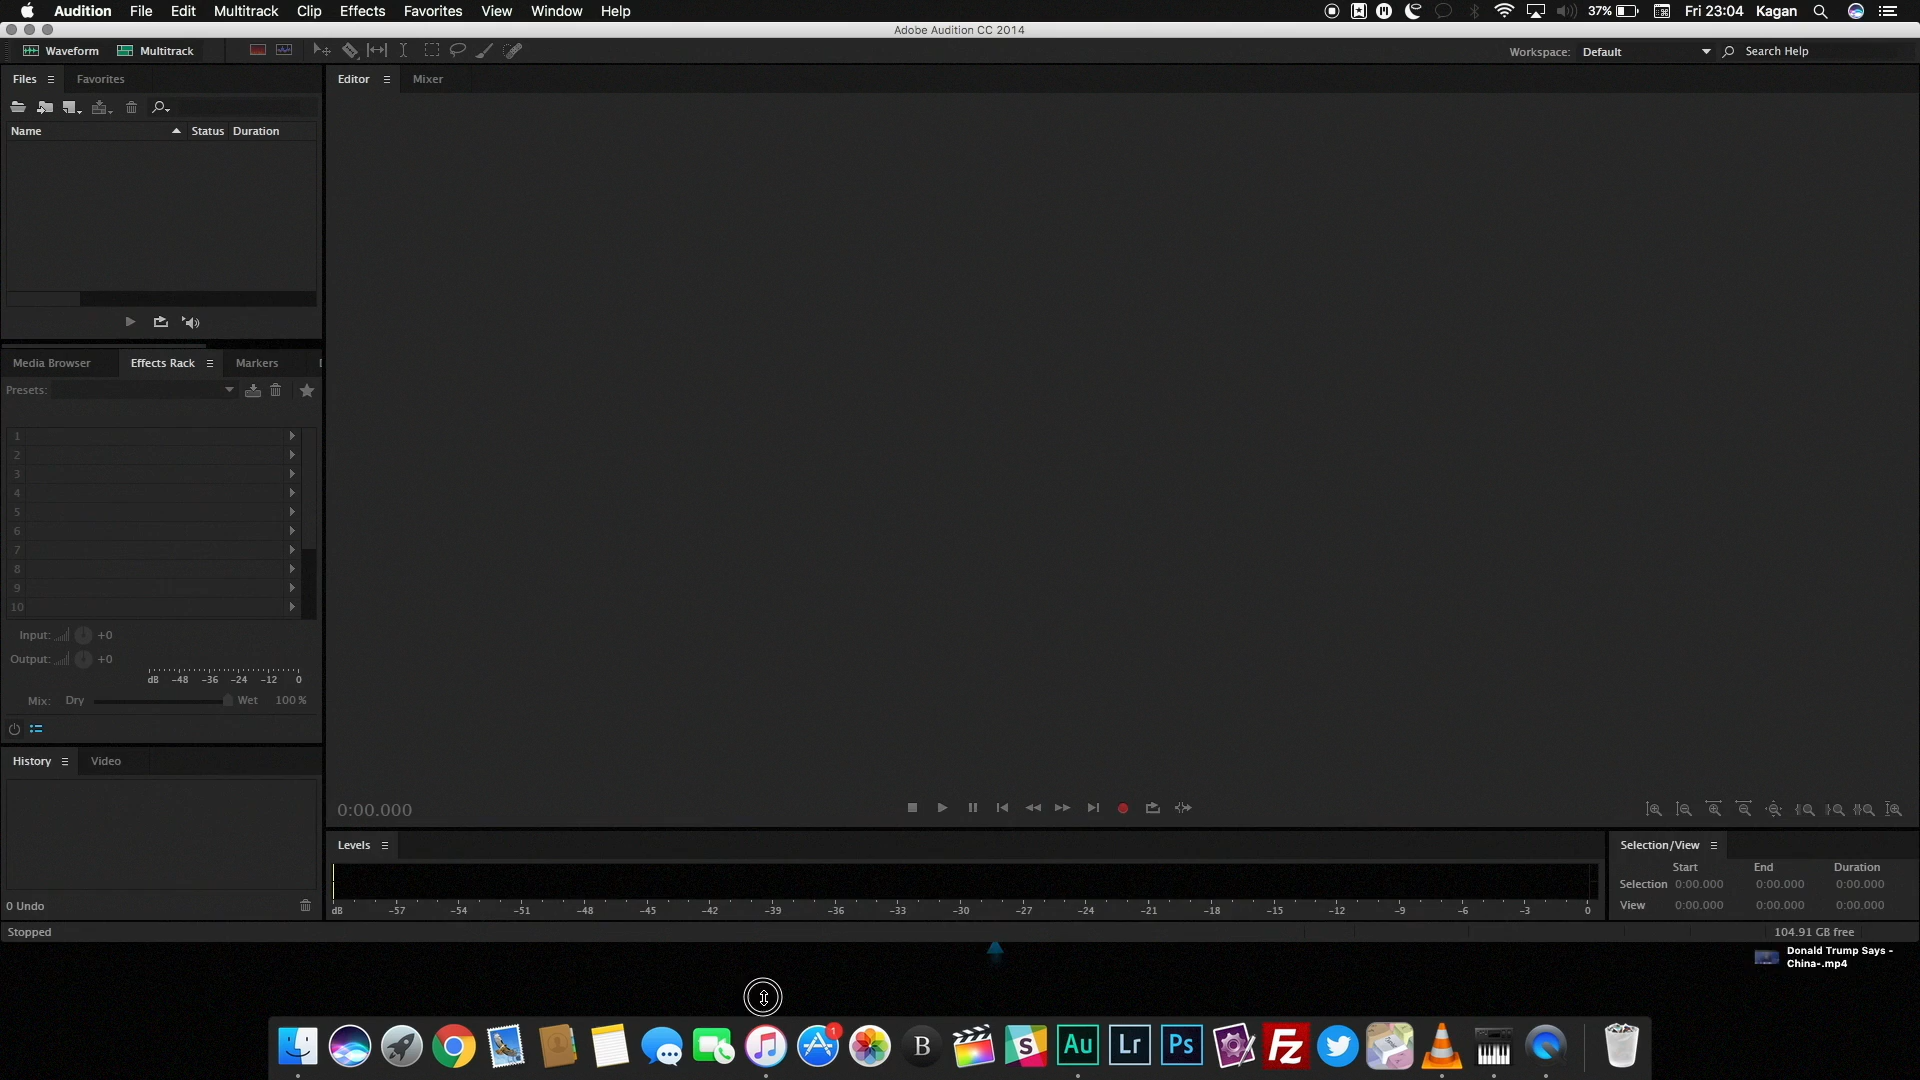 Audition File Edit Multitrack Clip Effects Favorites View Window Help 37% Fri 23:04 Kagan
Adobe Audition CC 2014
Waveform Multitrack Workspace: Default Search Help
Files Favorites Editor Mixer
Name Status Duration
Media Browser Effects Rack Markers
Presets:
1
2
3
4
5
6
7
8
9
10
Input: +0
Output: +0
dB -48 -36 -24 -12 0
Mix: Dry Wet 100 %
History Video
0:00.000
Levels Selection/View
Start End Duration
Selection 0:00.000 0:00.000 0:00.000
View 0:00.000 0:00.000 0:00.000
0 Undo
dB -57 -54 -51 -48 -45 -42 -39 -36 -33 -30 -27 -24 -21 -18 -15 -12 -9 -6 -3 0
Stopped 104.91 GB free
Donald Trump Says -
China-.mp4
1
B S Au Lr Ps Fz